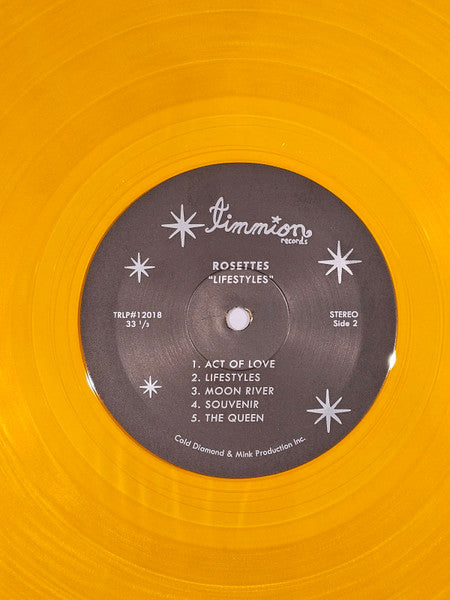 Timmion
records
ROSETTES
"LIFESTYLES"
TRLP#12018
33 ¹/₃
STEREO
Side 2
1. ACT OF LOVE
2. LIFESTYLES
3. MOON RIVER
4. SOUVENIR
5. THE QUEEN
Cold Diamond & Mink Production Inc.